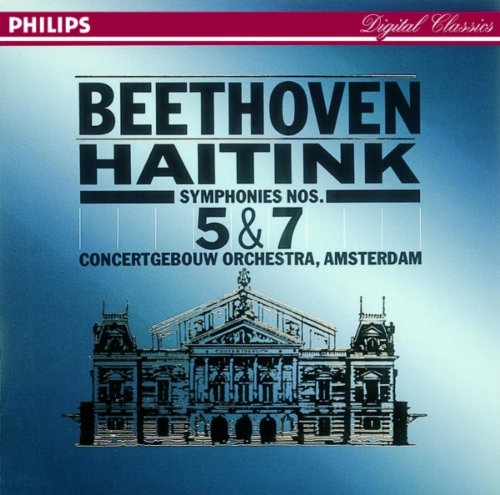 PHILIPS
Digital Classics
BEETHOVEN
HAITINK
SYMPHONIES NOS.
5 & 7
CONCERTGEBOUW ORCHESTRA, AMSTERDAM
CONCERTGEBOUW